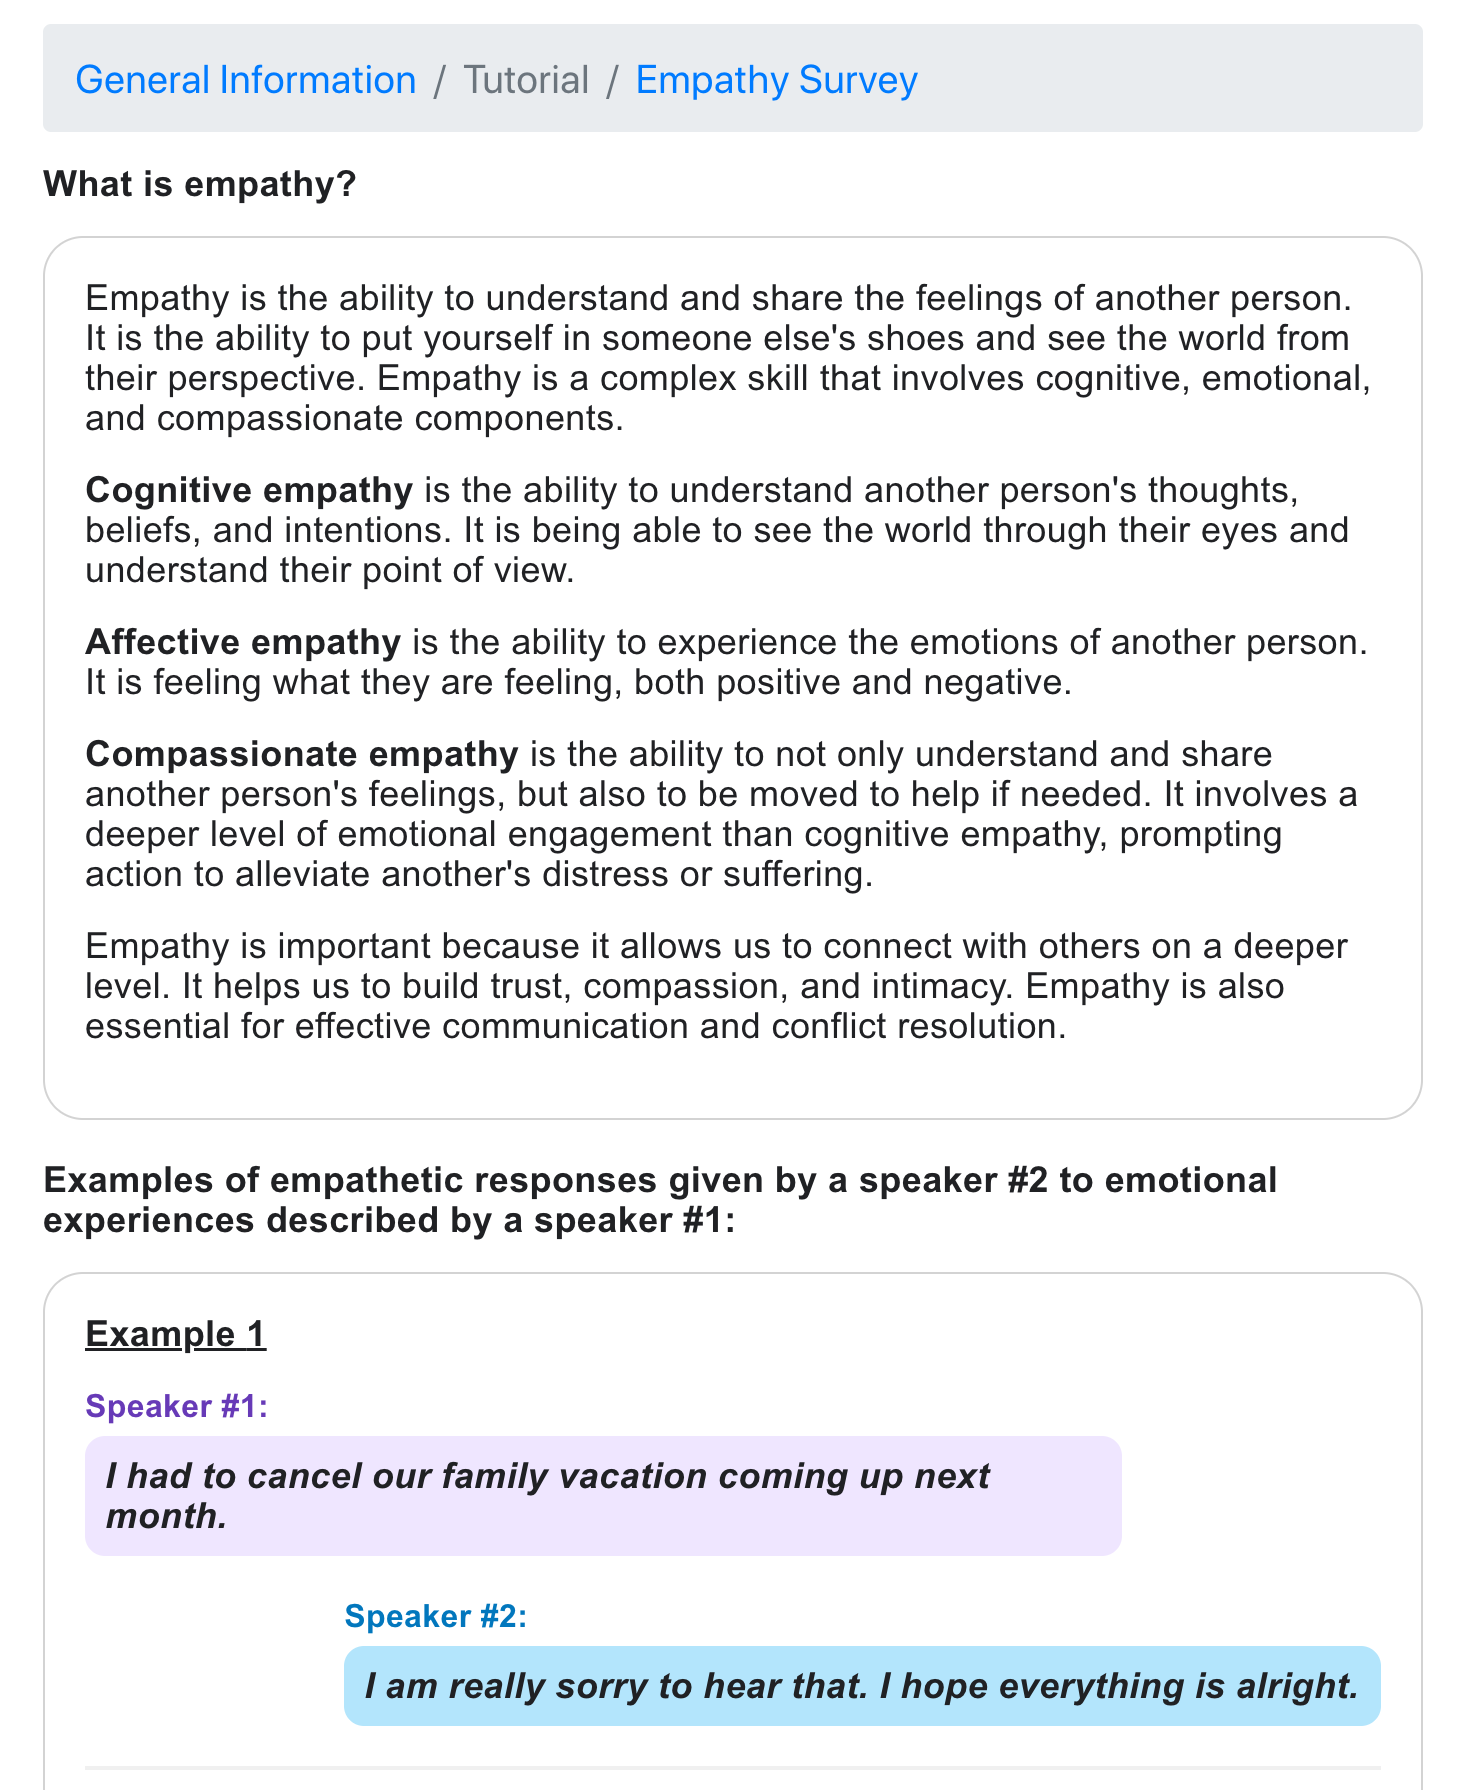 General Information / Tutorial / Empathy Survey
What is empathy?
Empathy is the ability to understand and share the feelings of another person.
It is the ability to put yourself in someone else's shoes and see the world from
their perspective. Empathy is a complex skill that involves cognitive, emotional,
and compassionate components.
Cognitive empathy is the ability to understand another person's thoughts,
beliefs, and intentions. It is being able to see the world through their eyes and
understand their point of view.
Affective empathy is the ability to experience the emotions of another person.
It is feeling what they are feeling, both positive and negative.
Compassionate empathy is the ability to not only understand and share
another person's feelings, but also to be moved to help if needed. It involves a
deeper level of emotional engagement than cognitive empathy, prompting
action to alleviate another's distress or suffering.
Empathy is important because it allows us to connect with others on a deeper
level. It helps us to build trust, compassion, and intimacy. Empathy is also
essential for effective communication and conflict resolution.
Examples of empathetic responses given by a speaker #2 to emotional
experiences described by a speaker #1:
Example 1
Speaker #1:
I had to cancel our family vacation coming up next
month.
Speaker #2:
I am really sorry to hear that. I hope everything is alright.